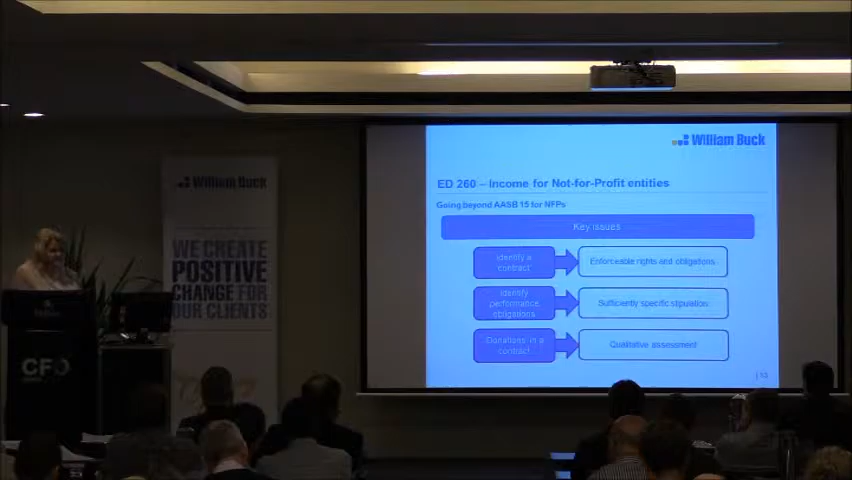 William Buck
ED 260 – Income for Not-for-Profit entities
Going beyond AASB 15 for NFPs
Key issues
Identify a
contract
Enforceable rights and obligations
Identify
performance
obligations
Sufficiently specific stipulation
Donations in a
contract
Qualitative assessment
| 13
William Buck
WE CREATE
POSITIVE
CHANGE FOR
OUR CLIENTS.
CFO